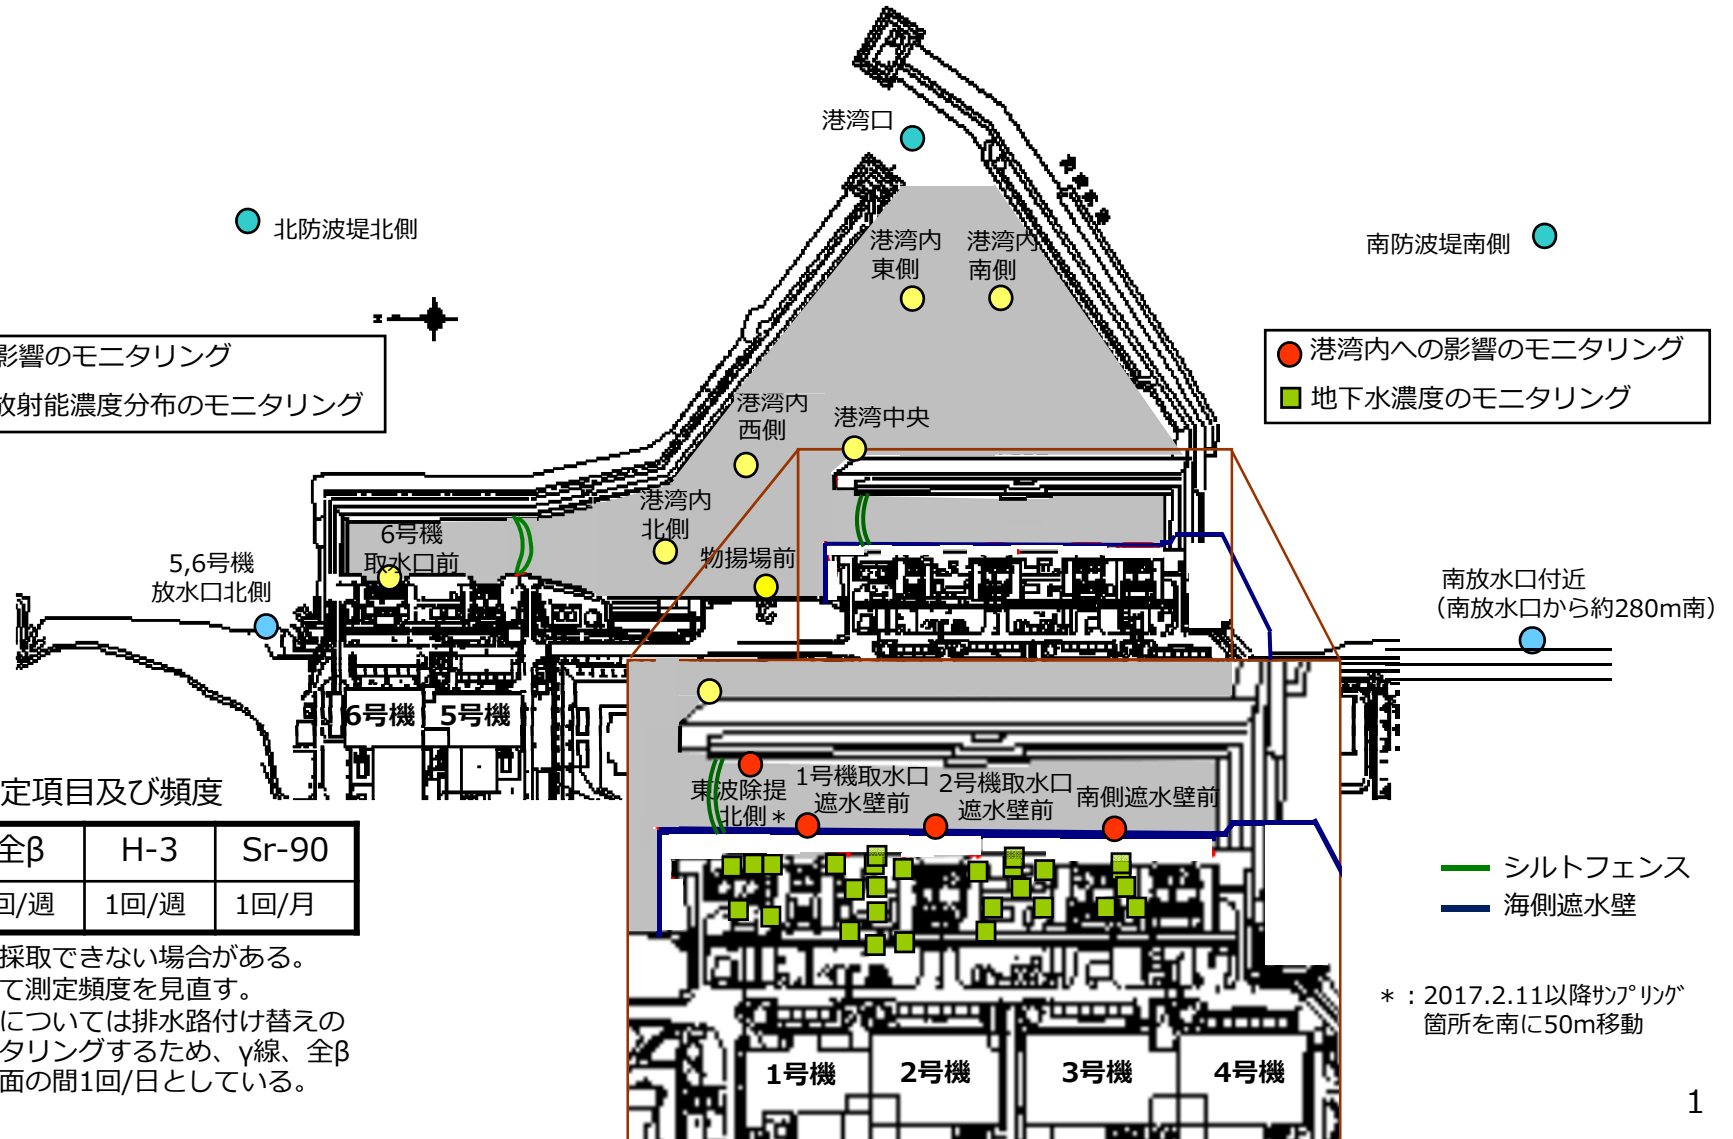 港湾口
北防波堤北側
南防波堤南側
港湾内
東側
港湾内
南側
影響のモニタリング
放射能濃度分布のモニタリング
港湾内への影響のモニタリング
地下水濃度のモニタリング
港湾内
西側
港湾中央
港湾内
北側
6号機
取水口前
物揚場前
5,6号機
放水口北側
南放水口付近
（南放水口から約280m南）
6号機
5号機
定項目及び頻度
全β
H-3
Sr-90
回/週
1回/週
1回/月
採取できない場合がある。
て測定頻度を見直す。
については排水路付け替えの
タリングするため、γ線、全β
面の間1回/日としている。
東波除提
北側＊
1号機取水口
遮水壁前
2号機取水口
遮水壁前
南側遮水壁前
シルトフェンス
海側遮水壁
＊：2017.2.11以降ｻﾝﾌﾟﾘﾝｸﾞ
箇所を南に50m移動
1号機
2号機
3号機
4号機
1